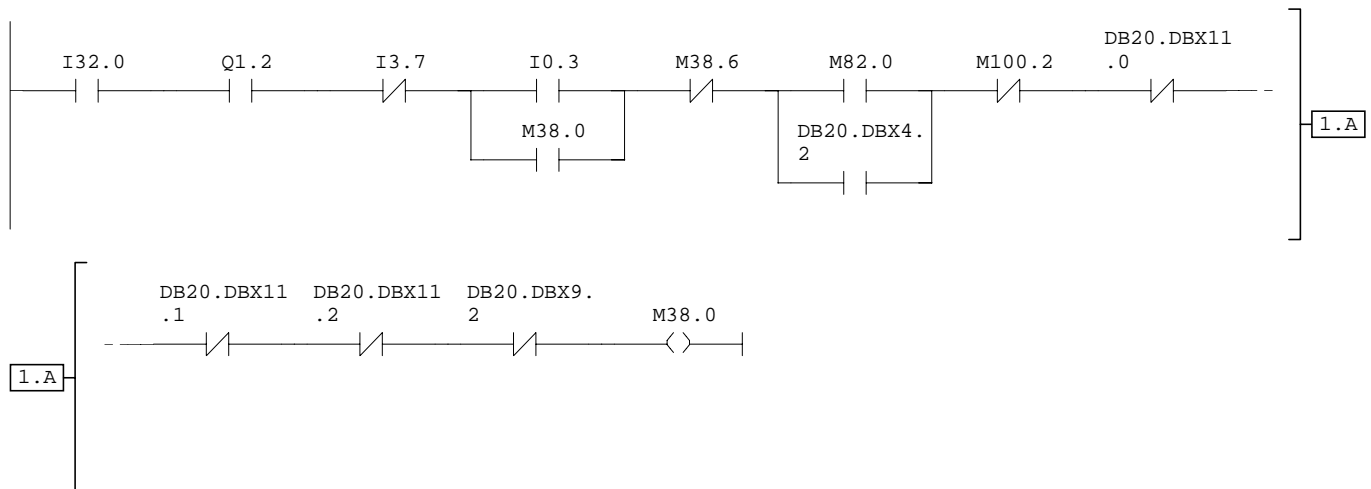 DB20.DBX11
I32.0 Q1.2 I3.7 I0.3 M38.6 M82.0 M100.2 .0
1.A
M38.0 DB20.DBX4.
2
DB20.DBX11 DB20.DBX11 DB20.DBX9.
.1 .2 2 M38.0
1.A